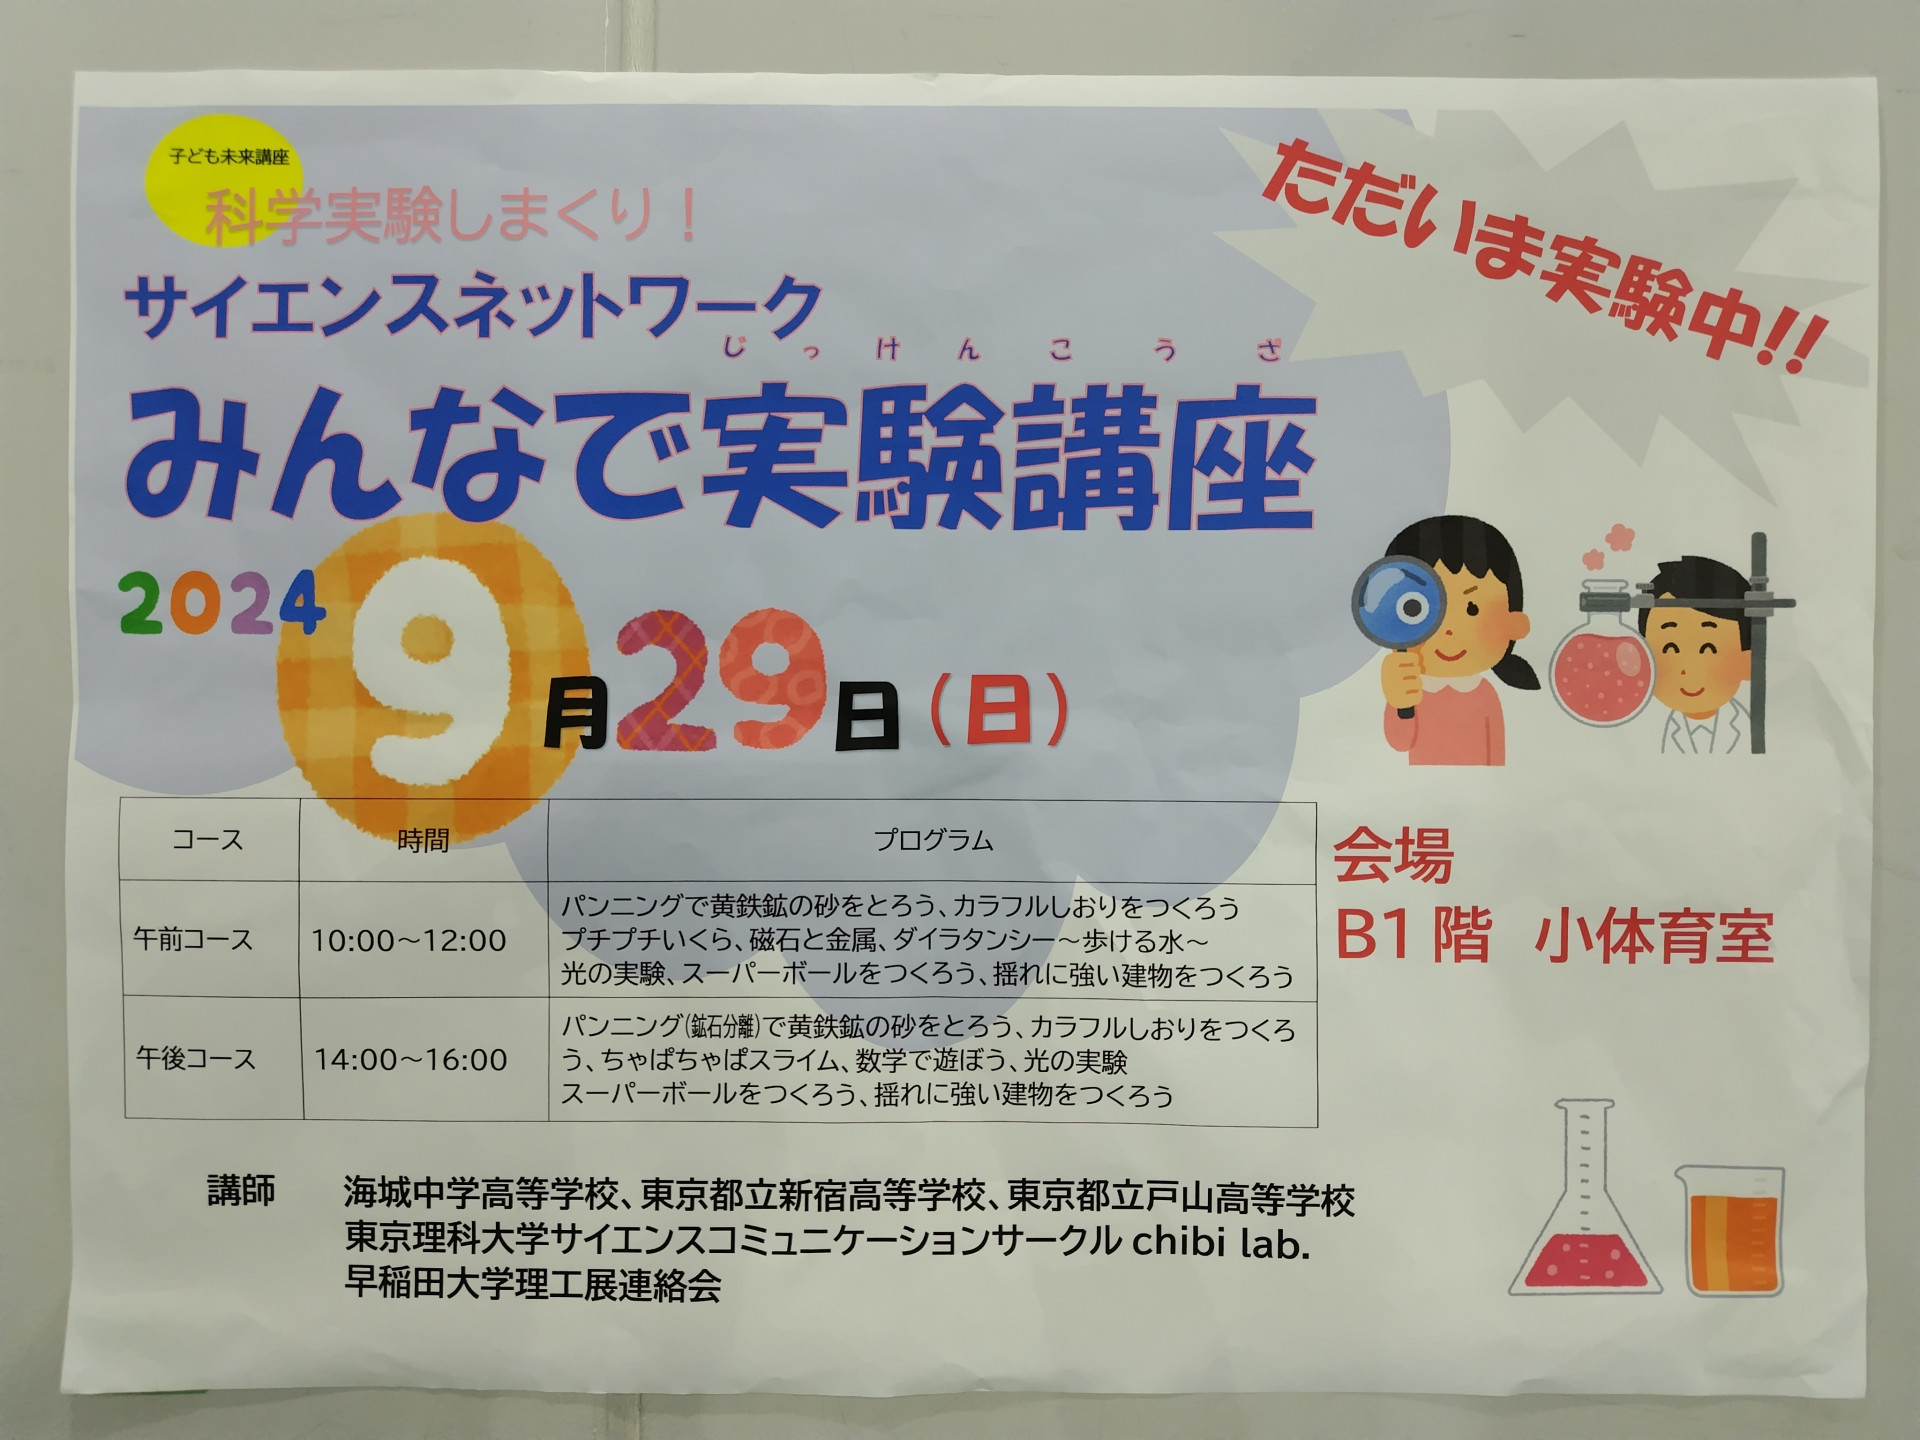 子ども未来講座
科学実験しまくり！
ただいま実験中!!
サイエンスネットワーク
じっけんこうざ
みんなで実験講座
2024 9月29日（日）
コース 時間 プログラム
午前コース 10:00～12:00
パンニングで黄鉄鉱の砂をとろう、カラフルしおりをつくろう
プチプチいくら、磁石と金属、ダイラタンシー～歩ける水～
光の実験、スーパーボールをつくろう、揺れに強い建物をつくろう
午後コース 14:00～16:00
パンニング(鉱石分離)で黄鉄鉱の砂をとろう、カラフルしおりをつくろ
う、ちゃぱちゃぱスライム、数学で遊ぼう、光の実験
スーパーボールをつくろう、揺れに強い建物をつくろう
会場
B1階 小体育室
講師 海城中学高等学校、東京都立新宿高等学校、東京都立戸山高等学校
東京理科大学サイエンスコミュニケーションサークル chibi lab.
早稲田大学理工展連絡会